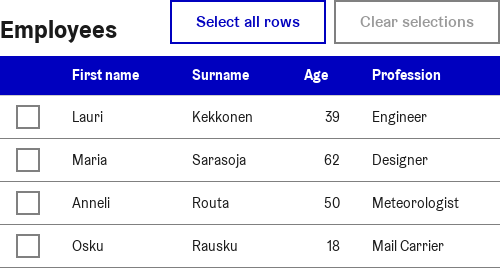 Employees
Select all rows
Clear selections
First name Surname Age Profession
Lauri Kekkonen 39 Engineer
Maria Sarasoja 62 Designer
Anneli Routa 50 Meteorologist
Osku Rausku 18 Mail Carrier